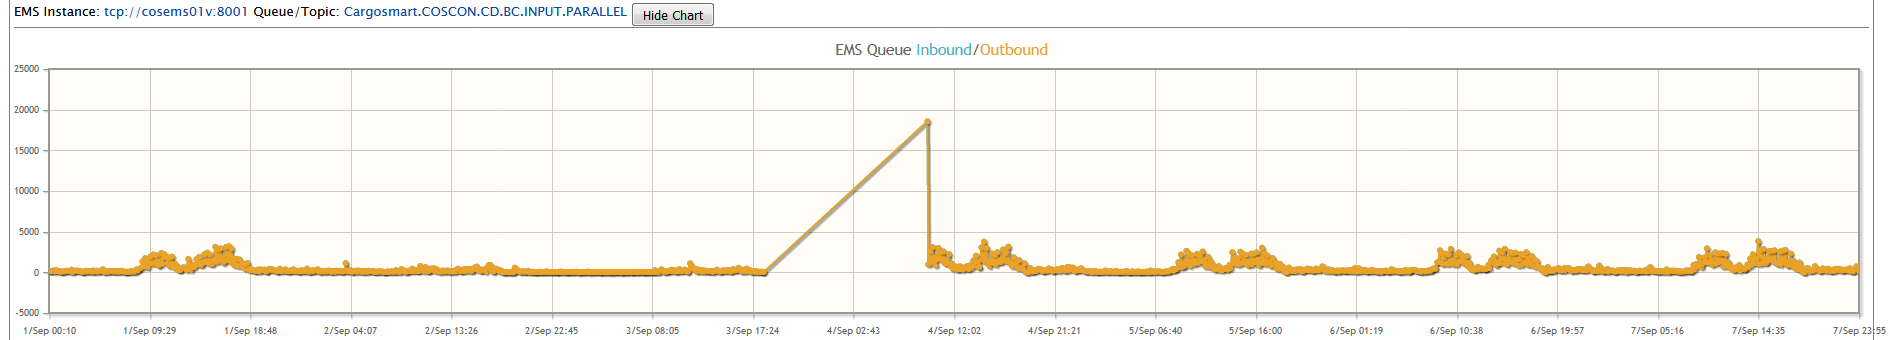 EMS Instance: tcp://cosems01v:8001 Queue/Topic: Cargosmart.COSCON.CD.BC.INPUT.PARALLEL Hide Chart
EMS Queue Inbound/Outbound
25000
20000
15000
10000
5000
0
-5000
1/Sep 00:10 1/Sep 09:29 1/Sep 18:48 2/Sep 04:07 2/Sep 13:26 2/Sep 22:45 3/Sep 08:05 3/Sep 17:24 4/Sep 02:43 4/Sep 12:02 4/Sep 21:21 5/Sep 06:40 5/Sep 16:00 6/Sep 01:19 6/Sep 10:38 6/Sep 19:57 7/Sep 05:16 7/Sep 14:35 7/Sep 23:55